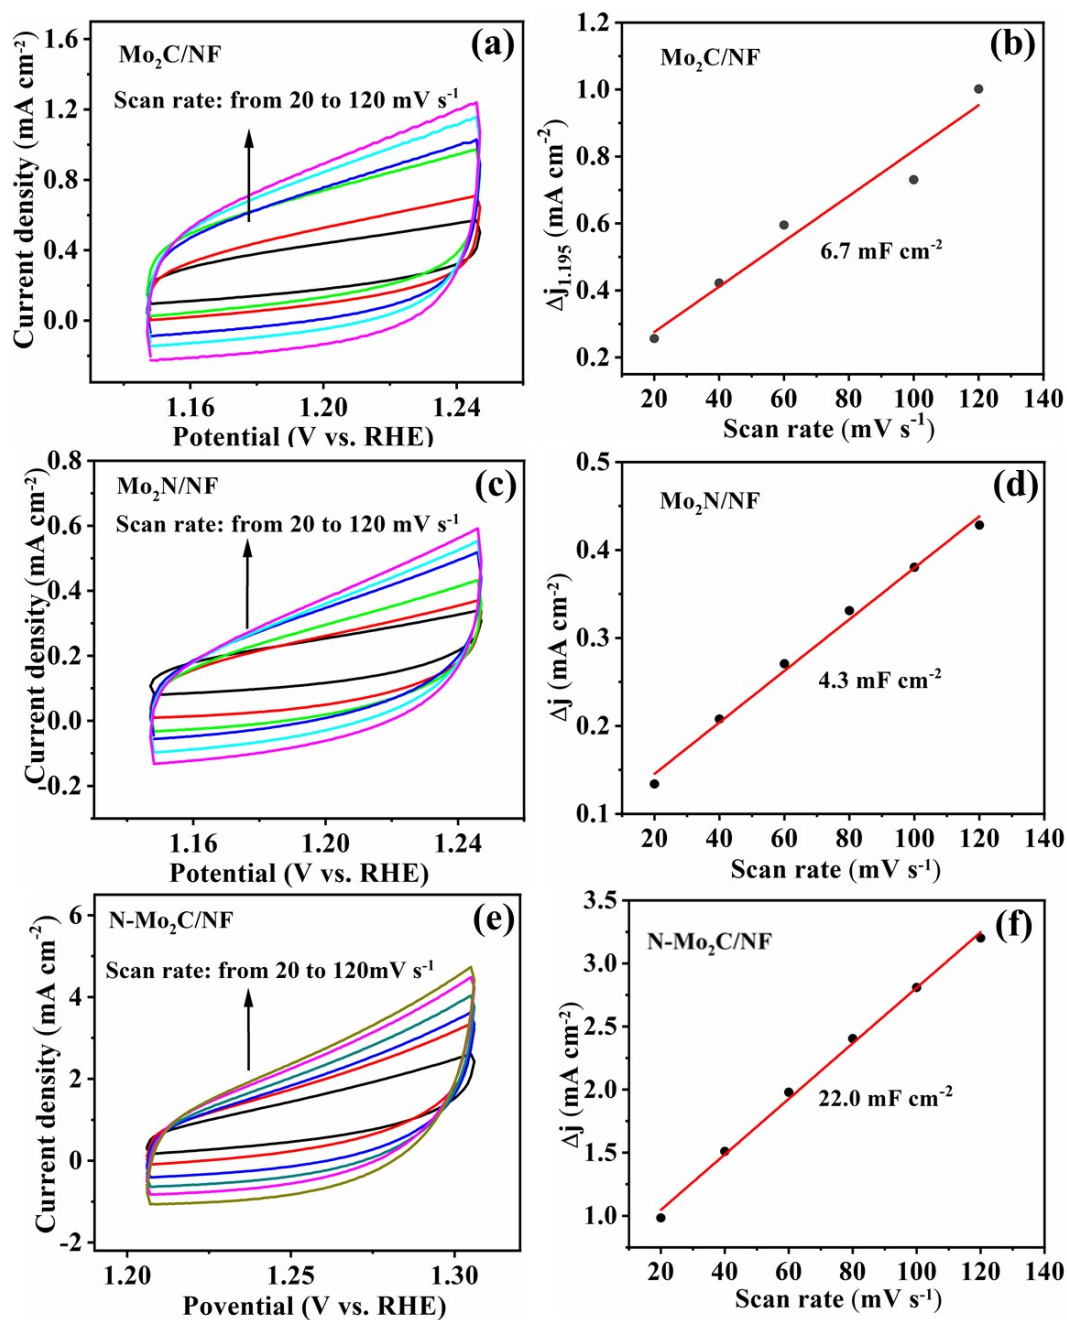 (a)
Mo₂C/NF
Scan rate: from 20 to 120 mV s⁻¹
Current density (mA cm⁻²)
1.6
1.2
0.8
0.4
0.0
1.16 1.20 1.24
Potential (V vs. RHE)
(b)
Mo₂C/NF
6.7 mF cm⁻²
Δj₁.₁₉₅ (mA cm⁻²)
1.2
1.0
0.8
0.6
0.4
0.2
20 40 60 80 100 120 140
Scan rate (mV s⁻¹)
(c)
Mo₂N/NF
Scan rate: from 20 to 120 mV s⁻¹
Current density (mA cm⁻²)
0.8
0.6
0.4
0.2
0.0
-0.2
1.16 1.20 1.24
Potential (V vs. RHE)
(d)
Mo₂N/NF
4.3 mF cm⁻²
Δj (mA cm⁻²)
0.5
0.4
0.3
0.2
0.1
20 40 60 80 100 120 140
Scan rate (mV s⁻¹)
(e)
N-Mo₂C/NF
Scan rate: from 20 to 120mV s⁻¹
Current density (mA cm⁻²)
6
4
2
0
-2
1.20 1.25 1.30
Povential (V vs. RHE)
(f)
N-Mo₂C/NF
22.0 mF cm⁻²
Δj (mA cm⁻²)
3.5
3.0
2.5
2.0
1.5
1.0
20 40 60 80 100 120 140
Scan rate (mV s⁻¹)